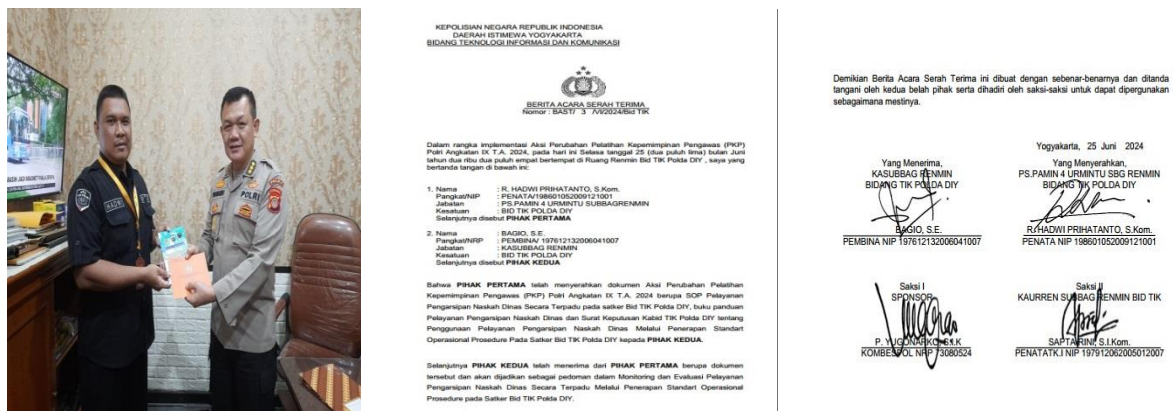 HADWI
POLRI
KEPOLISIAN NEGARA REPUBLIK INDONESIA
DAERAH ISTIMEWA YOGYAKARTA
BIDANG TEKNOLOGI INFORMASI DAN KOMUNIKASI
BERITA ACARA SERAH TERIMA
Nomor : BAST/ 3 /VI/2024/Bid TIK
Dalam rangka implementasi Aksi Perubahan Pelatihan Kepemimpinan Pengawas (PKP)
Polri Angkatan IX T.A. 2024, pada hari ini Selasa tanggal 25 (dua puluh lima) bulan Juni
tahun dua ribu dua puluh empat bertempat di Ruang Renmin Bid TIK Polda DIY , saya yang
bertanda tangan di bawah ini:
1. Nama : R. HADWI PRIHATANTO, S.Kom.
Pangkat/NIP : PENATA/198601052009121001
Jabatan : PS.PAMIN 4 URMINTU SUBBAGRENMIN
Kesatuan : BID TIK POLDA DIY
Selanjutnya disebut PIHAK PERTAMA
2. Nama : BAGIO, S.E.
Pangkat/NRP : PEMBINA/ 197612132006041007
Jabatan : KASUBBAG RENMIN
Kesatuan : BID TIK POLDA DIY
Selanjutnya disebut PIHAK KEDUA
Bahwa PIHAK PERTAMA telah menyerahkan dokumen Aksi Perubahan Pelatihan
Kepemimpinan Pengawas (PKP) Polri Angkatan IX T.A. 2024 berupa SOP Pelayanan
Pengarsipan Naskah Dinas Secara Terpadu pada satker Bid TIK Polda DIY, buku panduan
Pelayanan Pengarsipan Naskah Dinas dan Surat Keputusan Kabid TIK Polda DIY tentang
Penggunaan Pelayanan Pengarsipan Naskah Dinas Melalui Penerapan Standart
Operasional Prosedure Pada Satker Bid TIK Polda DIY kepada PIHAK KEDUA.
Selanjutnya PIHAK KEDUA telah menerima dari PIHAK PERTAMA berupa dokumen
tersebut dan akan dijadikan sebagai pedoman dalam Monitoring dan Evaluasi Pelayanan
Pengarsipan Naskah Dinas Secara Terpadu Melalui Penerapan Standart Operasional
Prosedure pada Satker Bid TIK Polda DIY.
Demikian Berita Acara Serah Terima ini dibuat dengan sebenar-benarnya dan ditanda
tangani oleh kedua belah pihak serta dihadiri oleh saksi-saksi untuk dapat dipergunakan
sebagaimana mestinya.
Yogyakarta, 25 Juni 2024
Yang Menerima,
KASUBBAG RENMIN
BIDANG TIK POLDA DIY
BAGIO, S.E.
PEMBINA NIP 197612132006041007
Yang Menyerahkan,
PS.PAMIN 4 URMINTU SBG RENMIN
BIDANG TIK POLDA DIY
R. HADWI PRIHATANTO, S.Kom.
PENATA NIP 198601052009121001
Saksi I
SPONSOR
P. YUGONARKO, S.I.K
KOMBESPOL NRP 73080524
Saksi II
KAURREN SUBBAG RENMIN BID TIK
SAPTARINI, S.I.Kom.
PENATATK.I NIP 197912062005012007